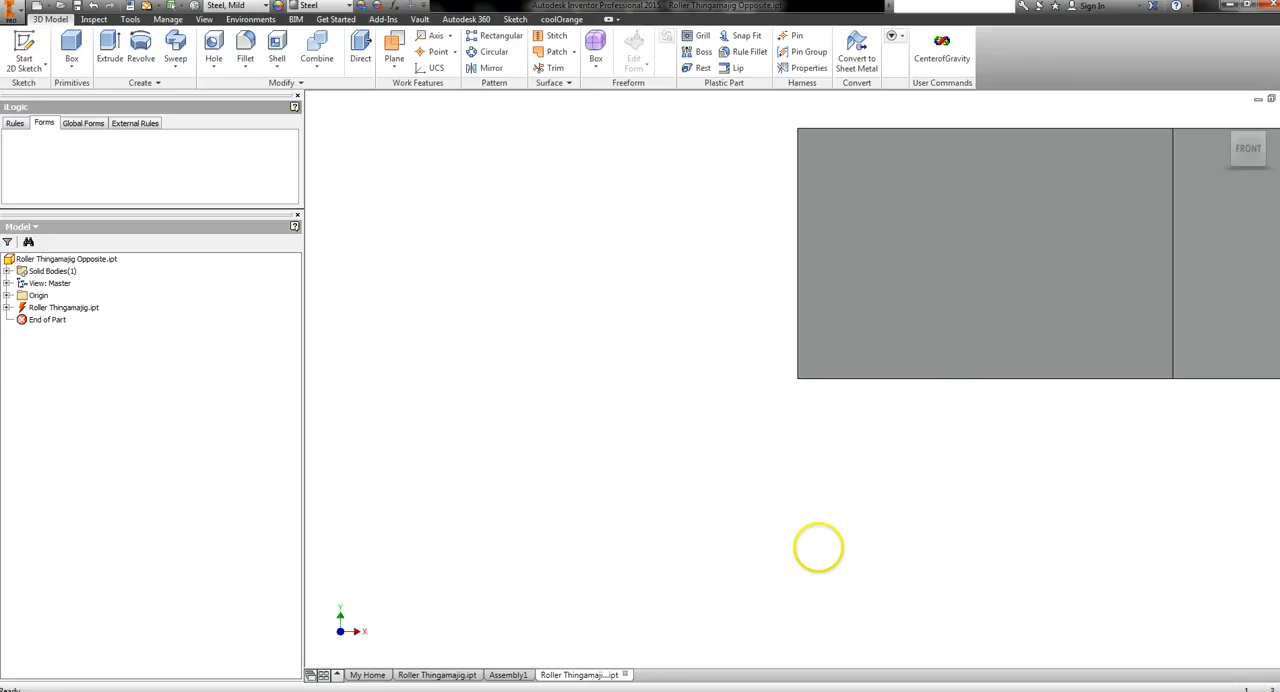 PRO
Steel, Mild
Steel
Autodesk Inventor Professional 2015 - Roller Thingamajig Opposite.ipt
Sign In
3D Model Inspect Tools Manage View Environments BIM Get Started Add-Ins Vault Autodesk 360 Sketch coolOrange
Start
2D Sketch
Box
Extrude Revolve Sweep
Hole Fillet Shell Combine
Direct
Plane
Axis
Point
UCS
Rectangular
Circular
Mirror
Stitch
Patch
Trim
Box
Edit
Form
Grill
Boss
Rest
Snap Fit
Rule Fillet
Lip
Pin
Pin Group
Properties
Convert to
Sheet Metal
CenterofGravity
Sketch Primitives Create Modify Work Features Pattern Surface Freeform Plastic Part Harness Convert User Commands
iLogic
Rules Forms Global Forms External Rules
Model
Roller Thingamajig Opposite.ipt
Solid Bodies(1)
View: Master
Origin
Roller Thingamajig.ipt
End of Part
FRONT
Y
X
My Home Roller Thingamajig.ipt Assembly1 Roller Thingamaji...ipt
Ready